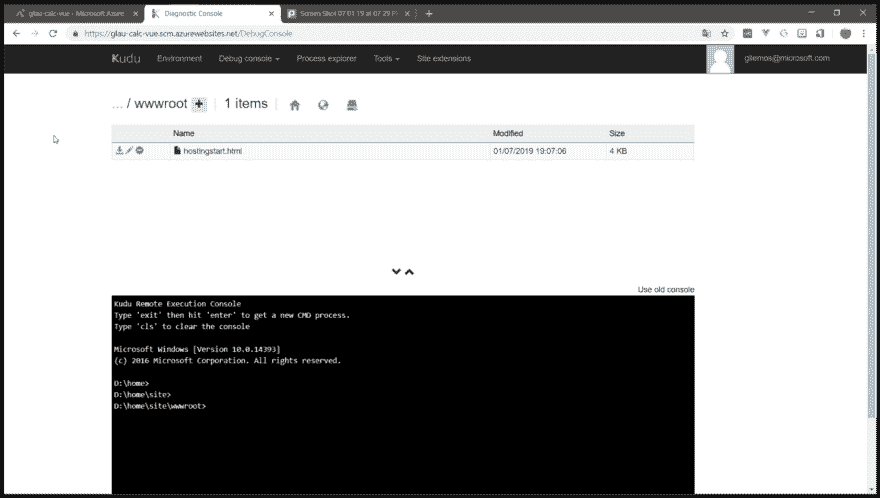 glau-calc-vue - Microsoft Azure
Diagnostic Console
Screen Shot 07-01-19 at 07.29 P
https://glau-calc-vue.scm.azurewebsites.net/DebugConsole
Kudu Environment Debug console Process explorer Tools Site extensions glemos@microsoft.com
... / wwwroot + | 1 items |
Name Modified Size
hostingstart.html 01/07/2019 19:07:06 4 KB
Use old console
Kudu Remote Execution Console
Type 'exit' then hit 'enter' to get a new CMD process.
Type 'cls' to clear the console
Microsoft Windows [Version 10.0.14393]
(c) 2016 Microsoft Corporation. All rights reserved.
D:\home>
D:\home\site>
D:\home\site\wwwroot>